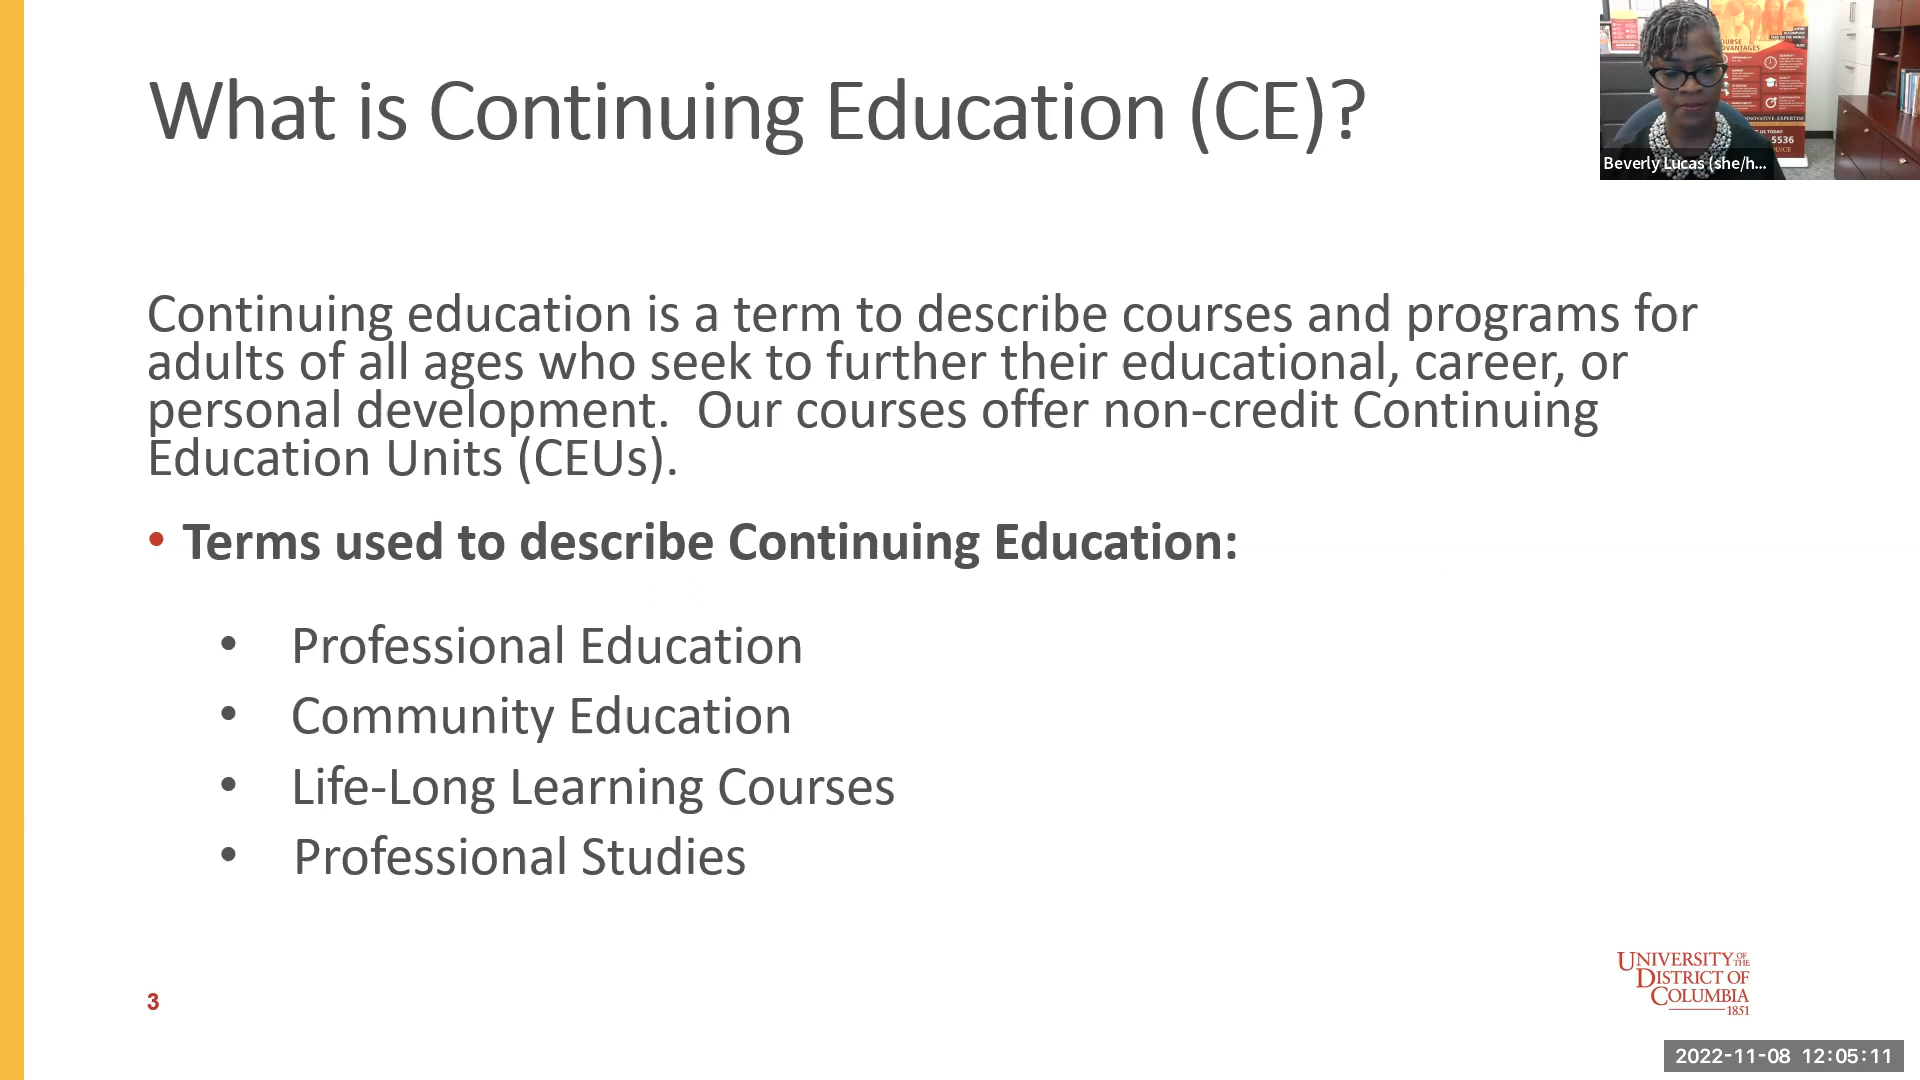 What is Continuing Education (CE)?
Beverly Lucas (she/h...
Continuing education is a term to describe courses and programs for
adults of all ages who seek to further their educational, career, or
personal development.  Our courses offer non-credit Continuing
Education Units (CEUs).
• Terms used to describe Continuing Education:
• Professional Education
• Community Education
• Life-Long Learning Courses
• Professional Studies
3
UNIVERSITY OF THE
DISTRICT OF
COLUMBIA
1851
2022-11-08 12:05:11
5536